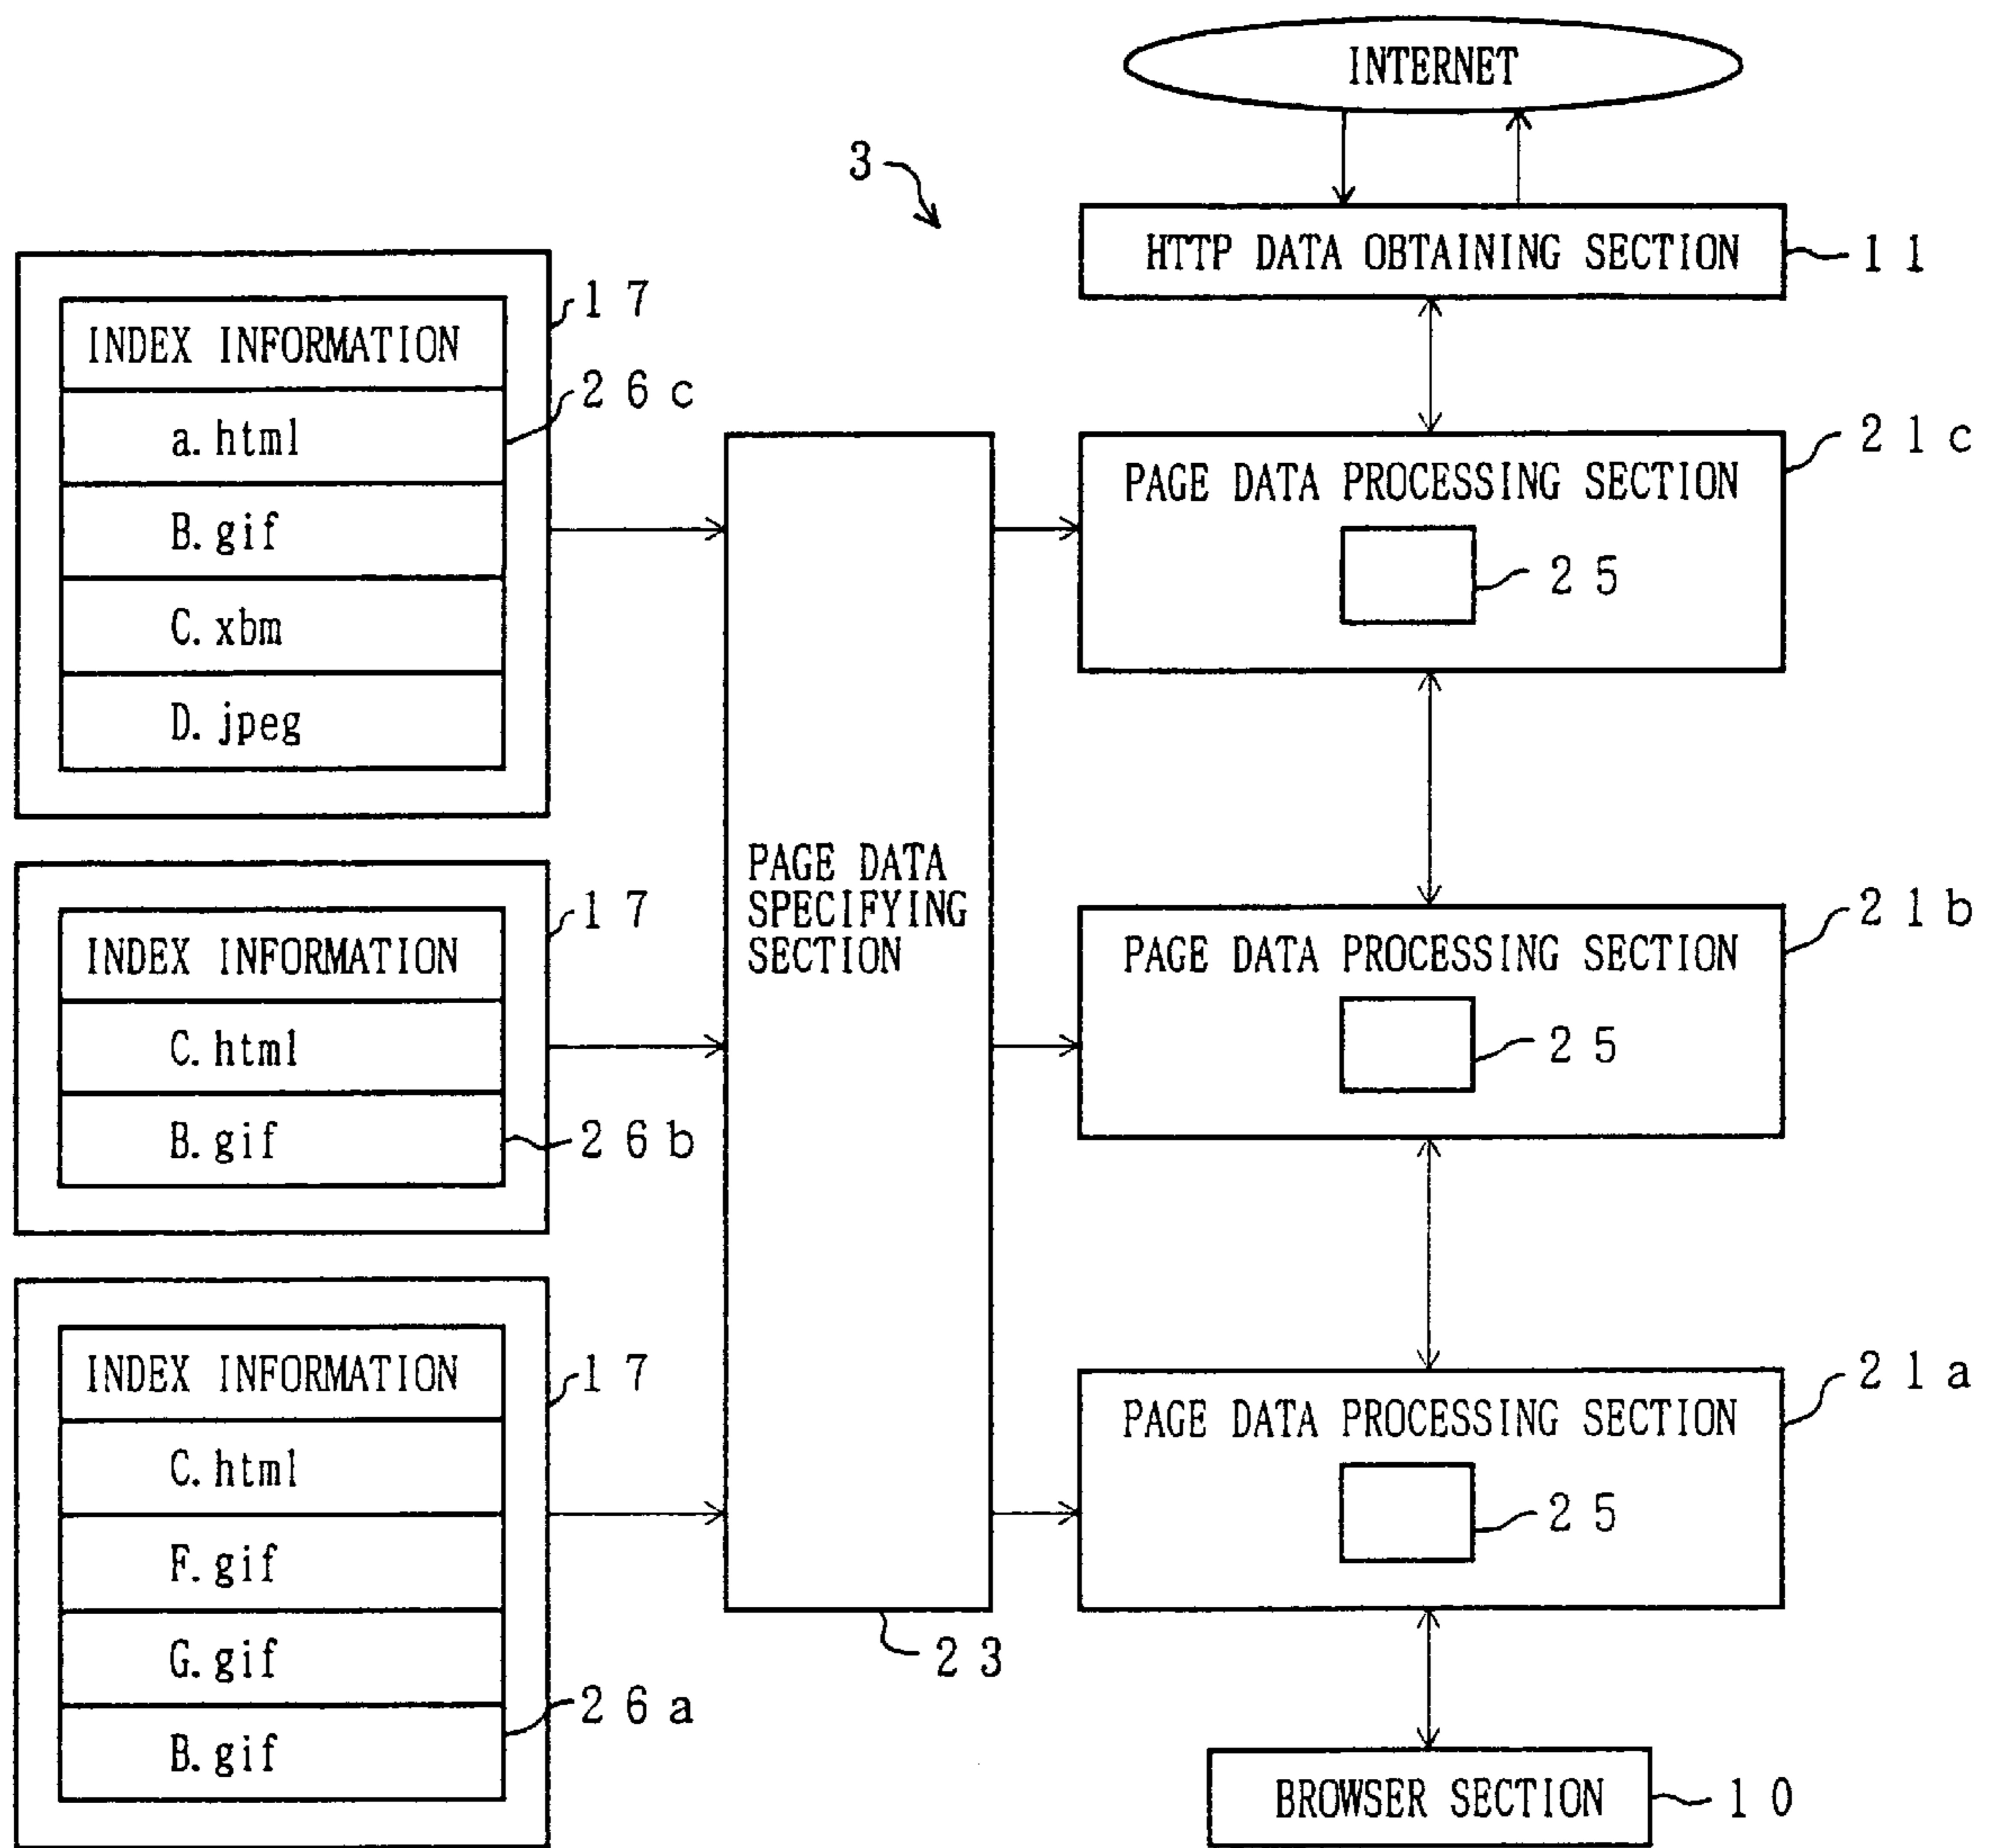 INTERNET
3
HTTP DATA OBTAINING SECTION
11
17
INDEX INFORMATION
26c
a.html
B.gif
C.xbm
D.jpeg
21c
PAGE DATA PROCESSING SECTION
25
PAGE DATA
SPECIFYING
SECTION
23
17
INDEX INFORMATION
C.html
B.gif
26b
21b
PAGE DATA PROCESSING SECTION
25
17
INDEX INFORMATION
C.html
F.gif
G.gif
26a
B.gif
21a
PAGE DATA PROCESSING SECTION
25
BROWSER SECTION
10